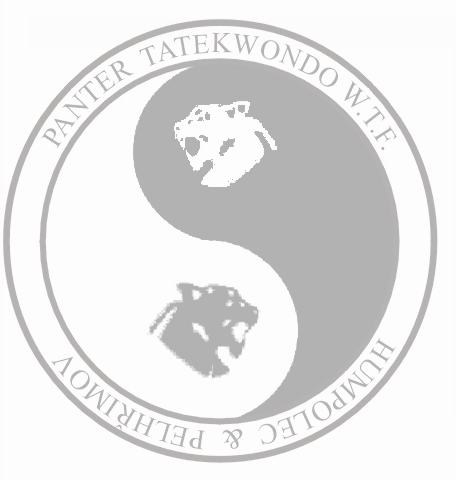 PANTER TATEKWONDO W.T.F.
HUMPOLEC & PELHŘIMOV